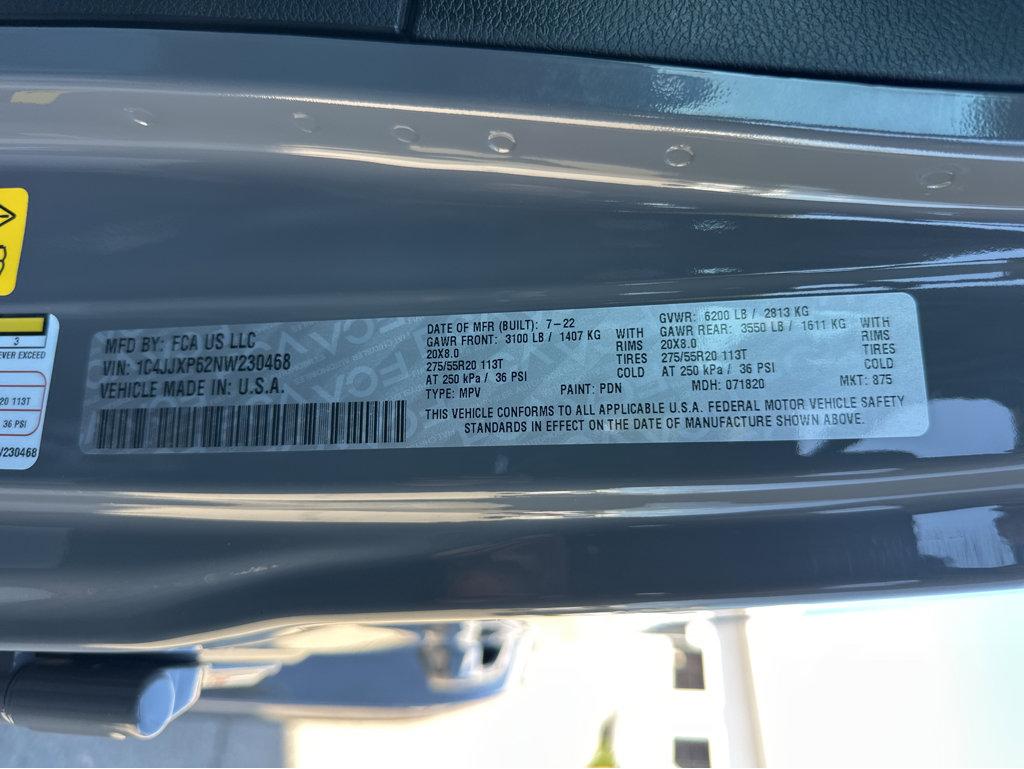 3
EVER EXCEED
20 113T
36 PSI
W230468
MFD BY: FCA US LLC
VIN: 1C4JJXP62NW230468
VEHICLE MADE IN: U.S.A.
DATE OF MFR (BUILT): 7-22
GAWR FRONT: 3100 LB / 1407 KG
20X8.0
275/55R20 113T
AT 250 kPa / 36 PSI
TYPE: MPV
WITH
RIMS
TIRES
COLD
PAINT: PDN
GVWR: 6200 LB / 2813 KG
GAWR REAR: 3550 LB / 1611 KG
20X8.0
275/55R20 113T
AT 250 kPa / 36 PSI
MDH: 071820
WITH
RIMS
TIRES
COLD
MKT: 875
THIS VEHICLE CONFORMS TO ALL APPLICABLE U.S.A. FEDERAL MOTOR VEHICLE SAFETY
STANDARDS IN EFFECT ON THE DATE OF MANUFACTURE SHOWN ABOVE.